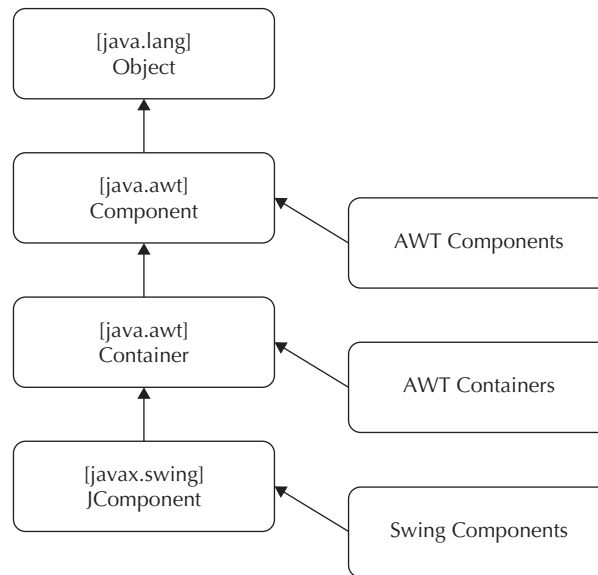 [java.lang]
Object
[java.awt]
Component
AWT Components
[java.awt]
Container
AWT Containers
[javax.swing]
JComponent
Swing Components